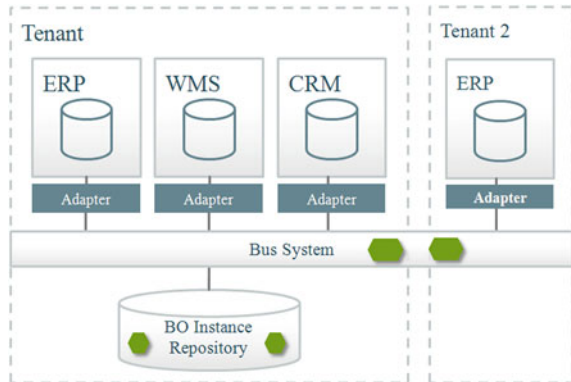 Tenant
Tenant 2
ERP
WMS
CRM
ERP
Adapter
Adapter
Adapter
Adapter
Bus System
BO Instance
Repository